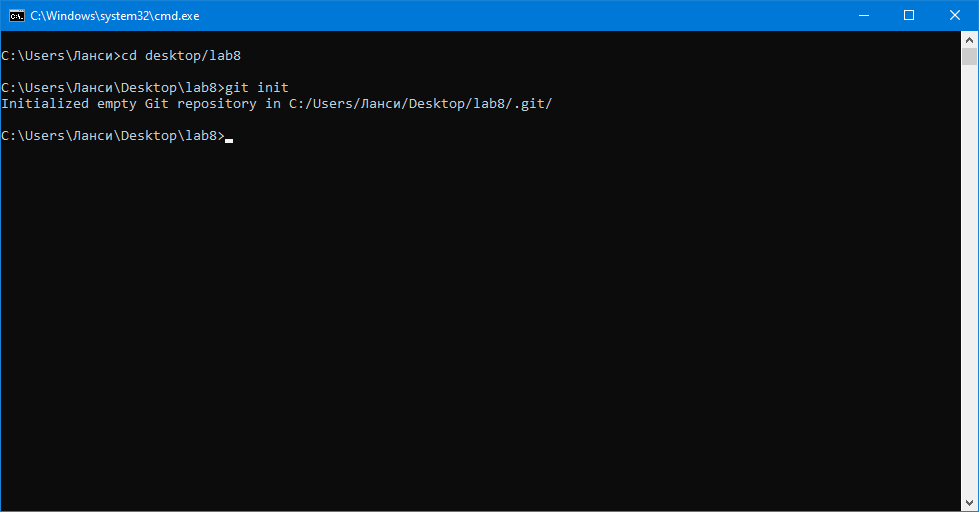 C:\Windows\system32\cmd.exe
C:\Users\Ланси>cd desktop/lab8
C:\Users\Ланси\Desktop\lab8>git init
Initialized empty Git repository in C:/Users/Ланси/Desktop/lab8/.git/
C:\Users\Ланси\Desktop\lab8>